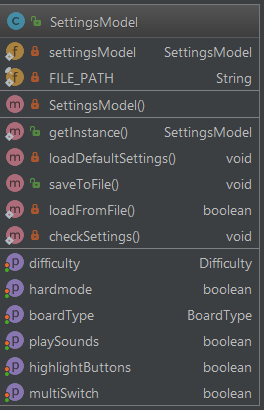 C SettingsModel
f settingsModel SettingsModel
f FILE_PATH String
m SettingsModel()
m getInstance() SettingsModel
m loadDefaultSettings() void
m saveToFile() void
m loadFromFile() boolean
m checkSettings() void
p difficulty Difficulty
p hardmode boolean
p boardType BoardType
p playSounds boolean
p highlightButtons boolean
p multiSwitch boolean